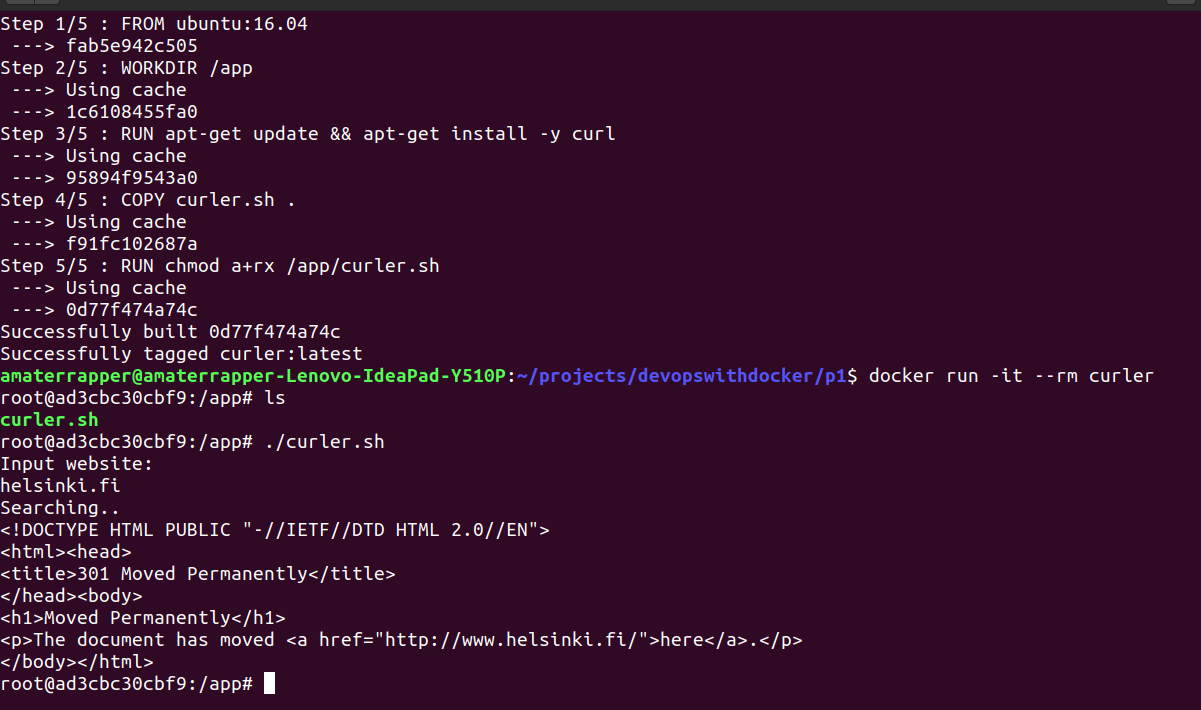 Step 1/5 : FROM ubuntu:16.04
 ---> fab5e942c505
Step 2/5 : WORKDIR /app
 ---> Using cache
 ---> 1c6108455fa0
Step 3/5 : RUN apt-get update && apt-get install -y curl
 ---> Using cache
 ---> 95894f9543a0
Step 4/5 : COPY curler.sh .
 ---> Using cache
 ---> f91fc102687a
Step 5/5 : RUN chmod a+rx /app/curler.sh
 ---> Using cache
 ---> 0d77f474a74c
Successfully built 0d77f474a74c
Successfully tagged curler:latest
amaterrapper@amaterrapper-Lenovo-IdeaPad-Y510P:~/projects/devopswithdocker/p1$ docker run -it --rm curler
root@ad3cbc30cbf9:/app# ls
curler.sh
root@ad3cbc30cbf9:/app# ./curler.sh
Input website:
helsinki.fi
Searching..
<!DOCTYPE HTML PUBLIC "-//IETF//DTD HTML 2.0//EN">
<html><head>
<title>301 Moved Permanently</title>
</head><body>
<h1>Moved Permanently</h1>
<p>The document has moved <a href="http://www.helsinki.fi/">here</a>.</p>
</body></html>
root@ad3cbc30cbf9:/app#